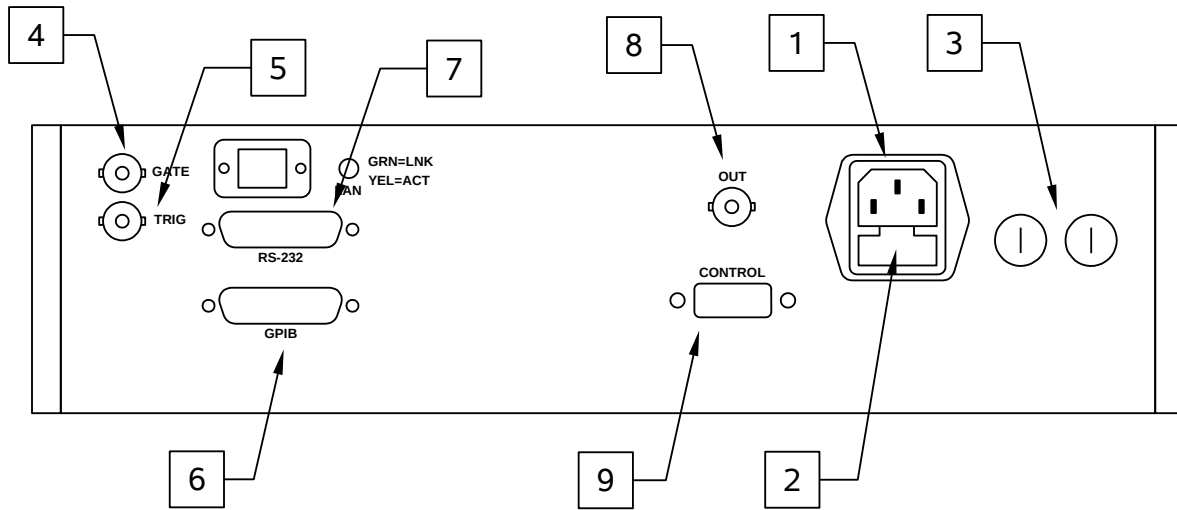 4
5
7
8
1
3
GATE
GRN=LNK
YEL=ACT
LAN
TRIG
OUT
RS-232
CONTROL
GPIB
6
9
2